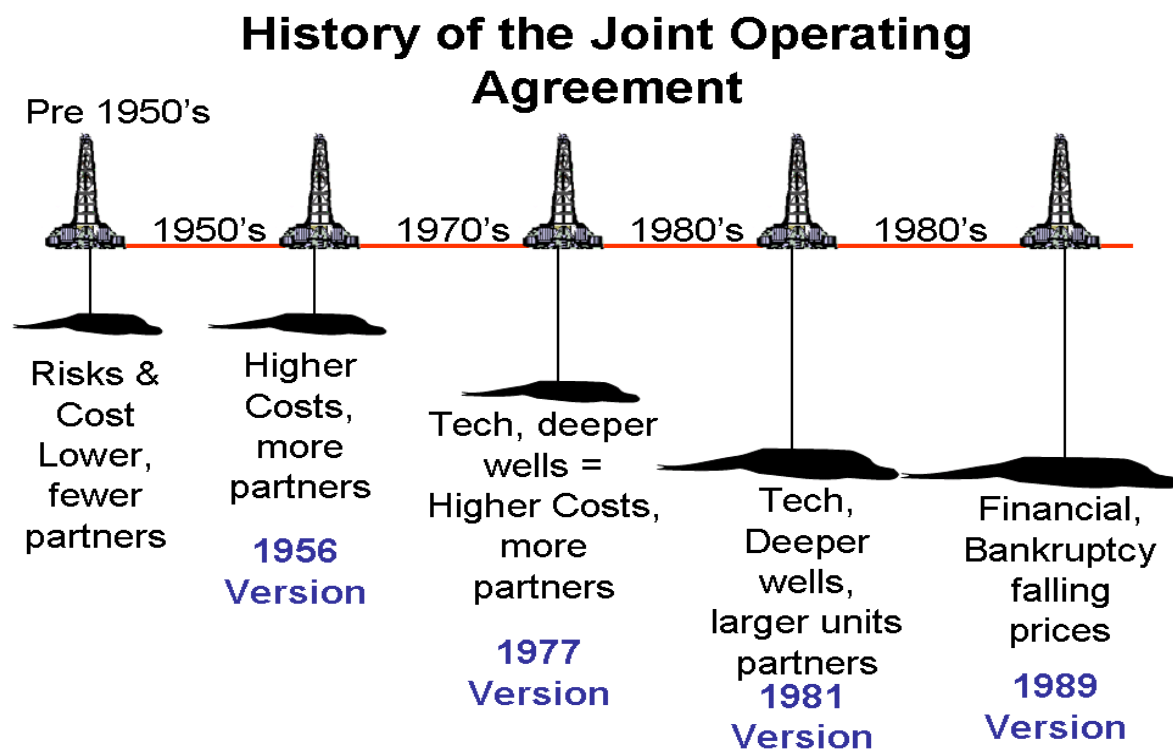 History of the Joint Operating
Agreement
Pre 1950's
1950's
1970's
1980's
1980's
Risks &
Cost
Lower,
fewer
partners
Higher
Costs,
more
partners
1956
Version
Tech, deeper
wells =
Higher Costs,
more
partners
1977
Version
Tech,
Deeper
wells,
larger units
partners
1981
Version
Financial,
Bankruptcy
falling
prices
1989
Version